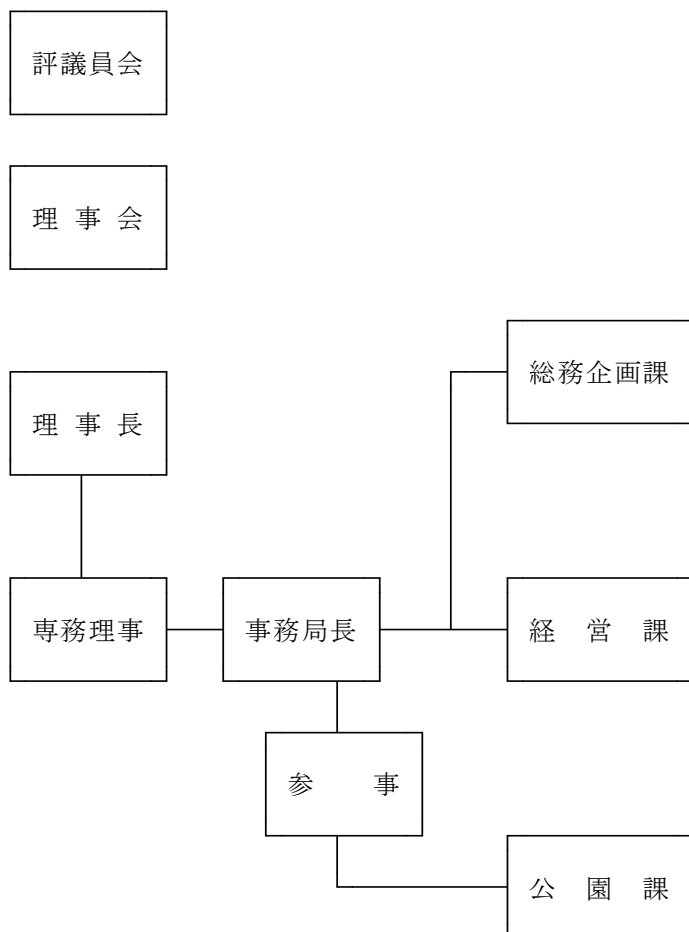 評議員会
理事会
総務企画課
理事長
専務理事
事務局長
経営課
参事
公園課